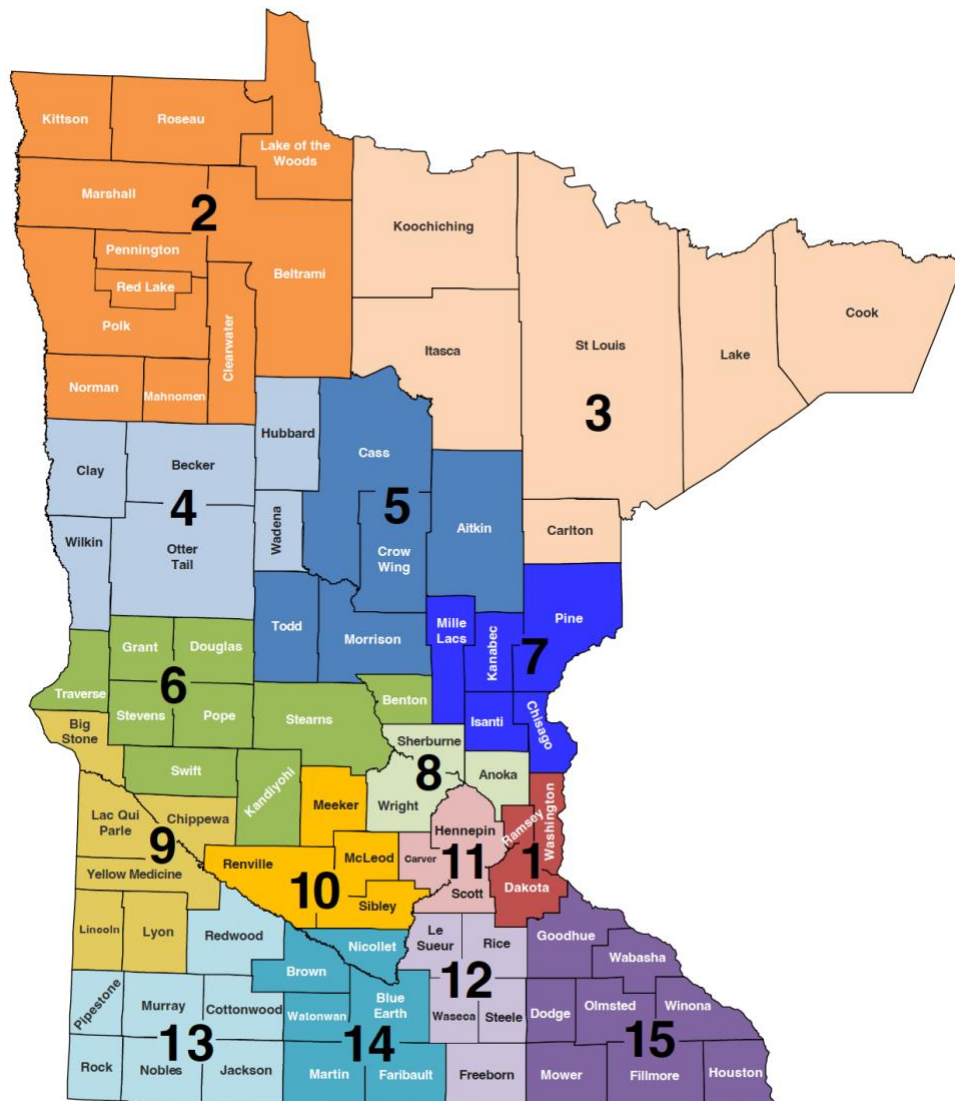 Kittson
Roseau
Lake of the
Woods
Marshall
2
Koochiching
Pennington
Beltrami
Red Lake
Cook
Polk
Clearwater
Itasca
St Louis
Lake
Norman
Mahnomen
3
Hubbard
Cass
Clay
Becker
4
5
Wadena
Aitkin
Carlton
Wilkin
Otter
Tail
Crow
Wing
Todd
Morrison
Mille
Lacs
Kanabec
Pine
7
Grant
Douglas
6
Traverse
Stevens
Pope
Stearns
Benton
Isanti
Chisago
Big
Stone
Sherburne
8
Swift
Kandiyohi
Anoka
Meeker
Wright
Lac Qui
Parle
Chippewa
9
Hennepin
Ramsey
Washington
Renville
McLeod
Carver
11
1
Yellow Medicine
10
Scott
Dakota
Sibley
Lincoln
Lyon
Redwood
Nicollet
Le
Sueur
Rice
Goodhue
Wabasha
Brown
12
Pipestone
Murray
Cottonwood
Watonwan
Blue
Earth
Waseca
Steele
Dodge
Olmsted
Winona
13
14
15
Rock
Nobles
Jackson
Martin
Faribault
Freeborn
Mower
Fillmore
Houston